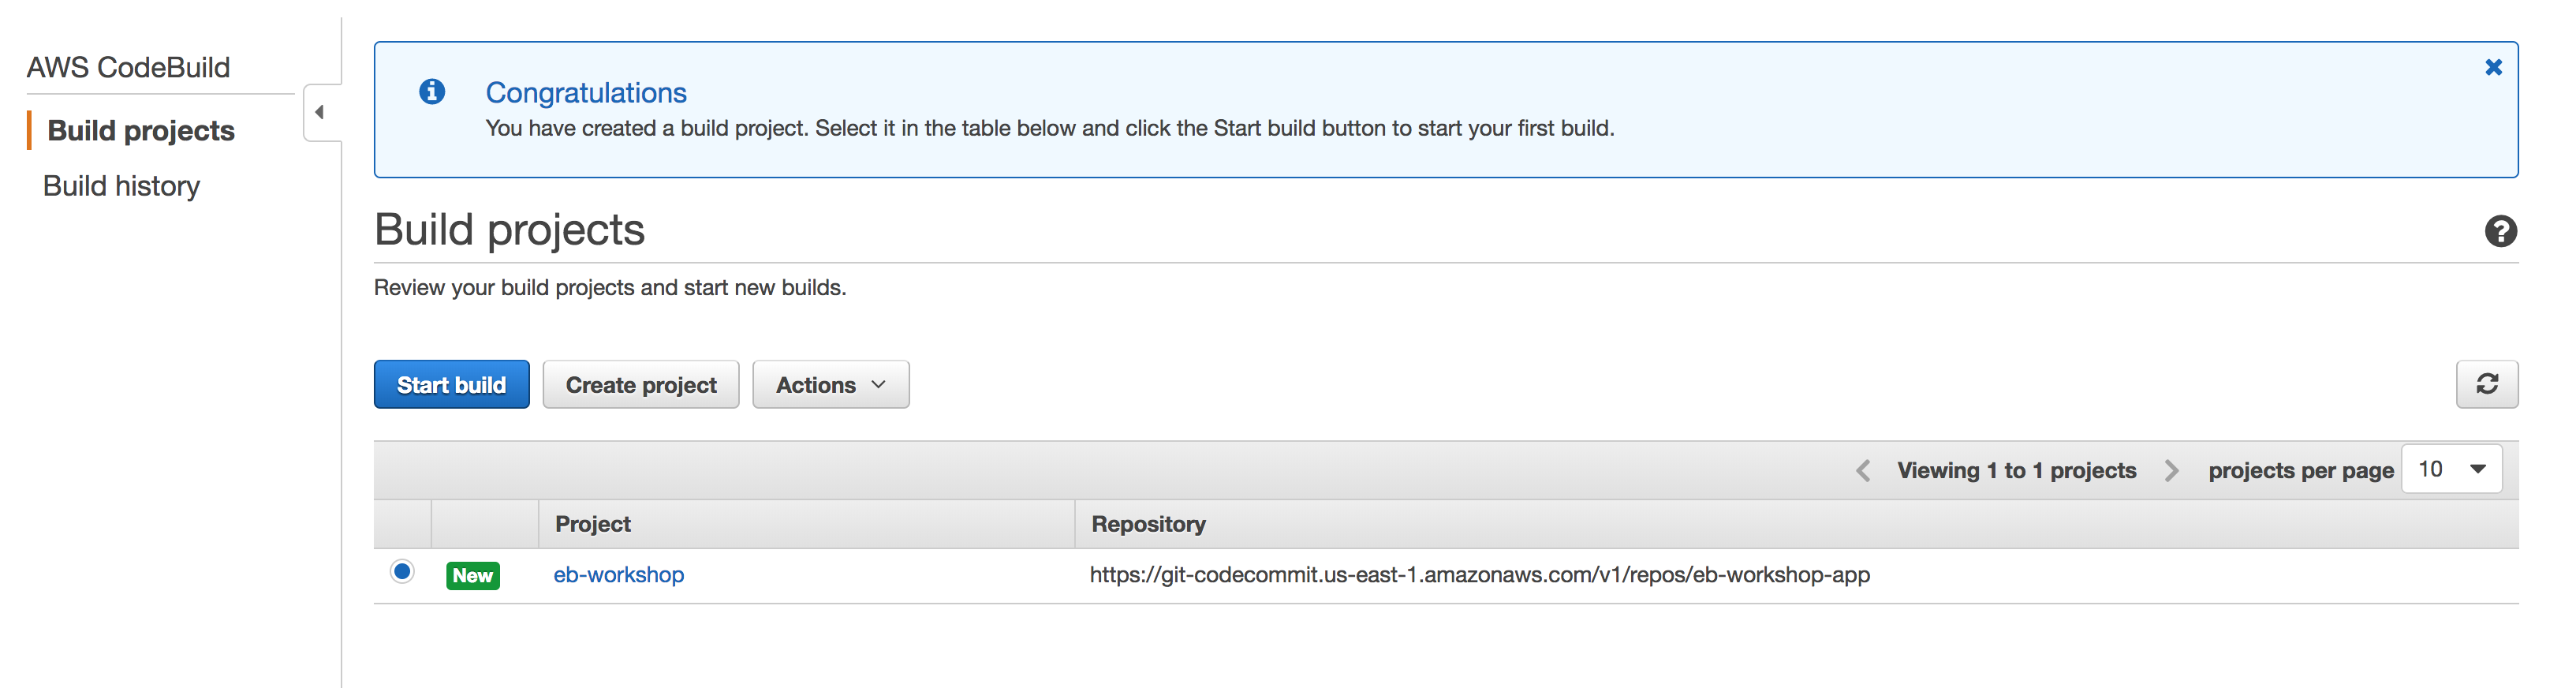 AWS CodeBuild
Build projects
Build history
Congratulations
You have created a build project. Select it in the table below and click the Start build button to start your first build.
Build projects
Review your build projects and start new builds.
Start build Create project Actions
Viewing 1 to 1 projects projects per page 10
Project Repository
New eb-workshop https://git-codecommit.us-east-1.amazonaws.com/v1/repos/eb-workshop-app